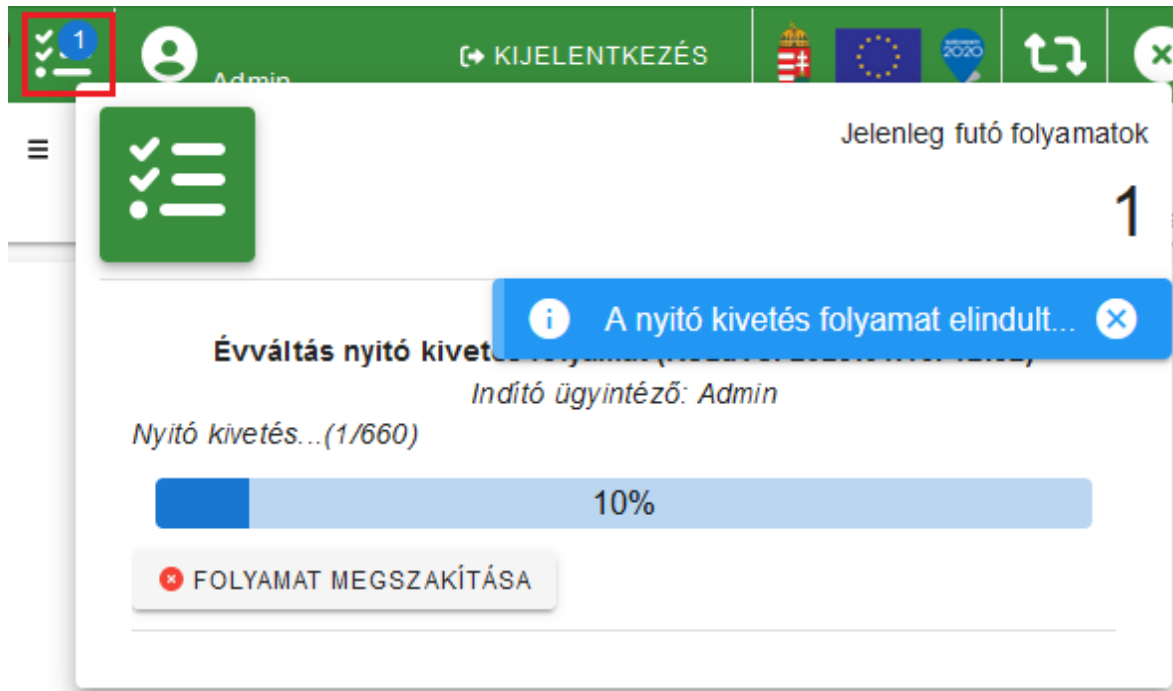 1
Admin
KIJELENTKEZÉS
2020
Jelenleg futó folyamatok
1
A nyitó kivetés folyamat elindult...
Évváltás nyitó
Indító ügyintéző: Admin
Nyitó kivetés...(1/660)
10%
FOLYAMAT MEGSZAKÍTÁSA